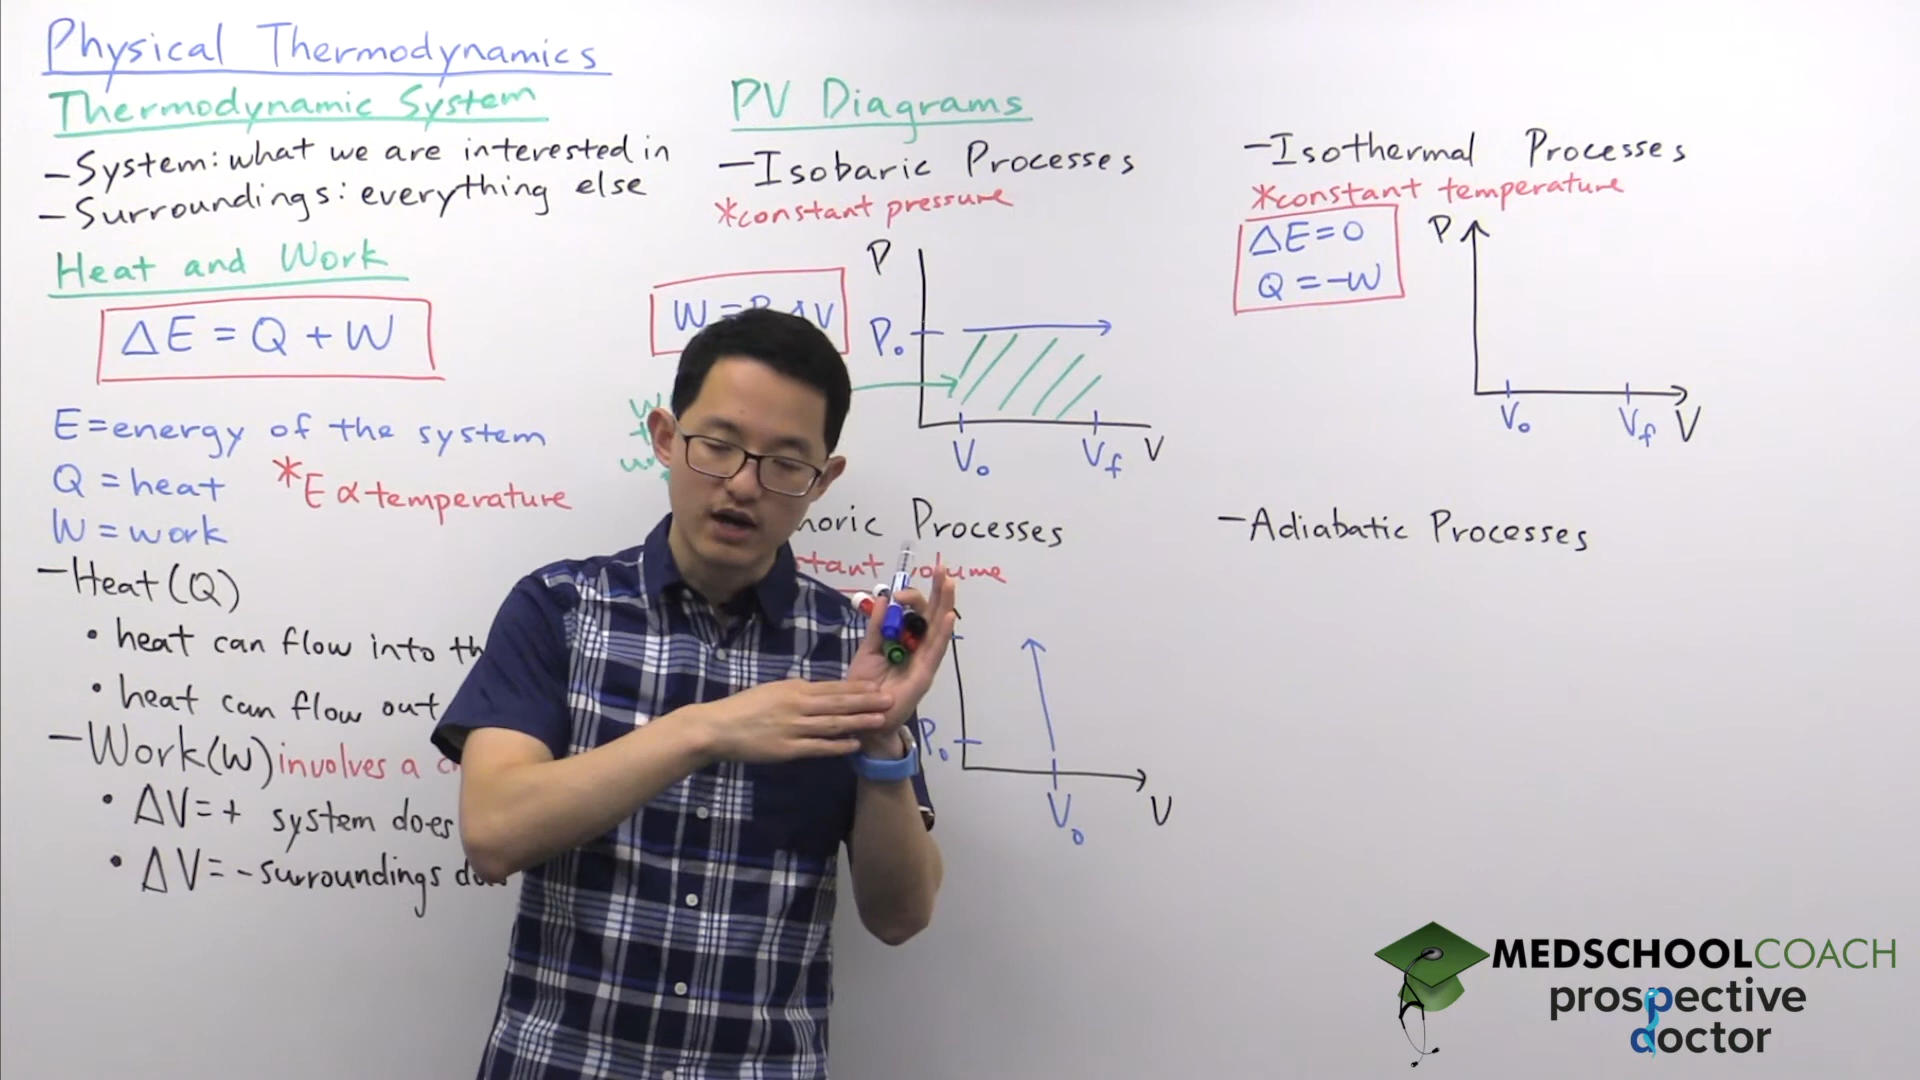 Physical Thermodynamics
Thermodynamic System
-System: what we are interested in
-Surroundings: everything else
Heat and Work
ΔE = Q + W
E = energy of the system
Q = heat
*E α temperature
W = work
-Heat (Q)
• heat can flow into
• heat can flow out
-Work (W) involves a
• ΔV = + system does
• ΔV = - surroundings
PV Diagrams
-Isobaric Processes
*constant pressure
W = ΔV
P
P₀
V₀
Vf
V
Processes
volume
P₀
V₀
V
-Isothermal Processes
*constant temperature
ΔE = 0
Q = -W
P
V₀
Vf
V
-Adiabatic Processes
MEDSCHOOLCOACH
prospective
doctor